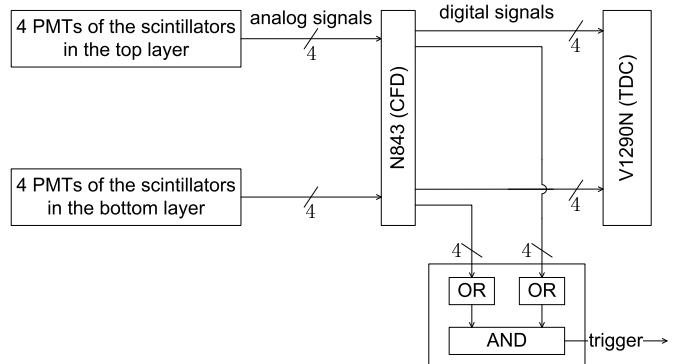 4 PMTs of the scintillators
in the top layer
analog signals
4
digital signals
4
N843 (CFD)
V1290N (TDC)
4 PMTs of the scintillators
in the bottom layer
4
4
4
4
OR
OR
AND
trigger